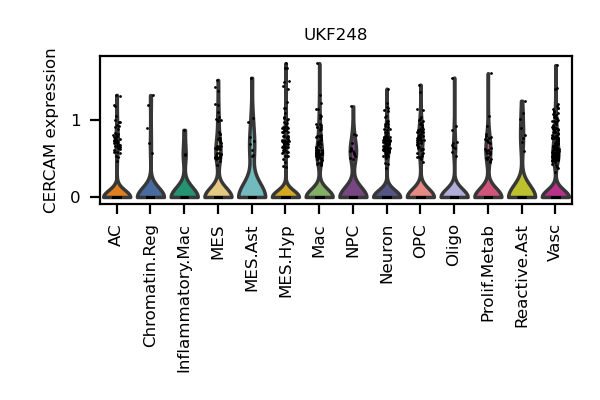 UKF248
CERCAM expression
1
0
AC
Chromatin.Reg
Inflammatory.Mac
MES
MES.Ast
MES.Hyp
Mac
NPC
Neuron
OPC
Oligo
Prolif.Metab
Reactive.Ast
Vasc